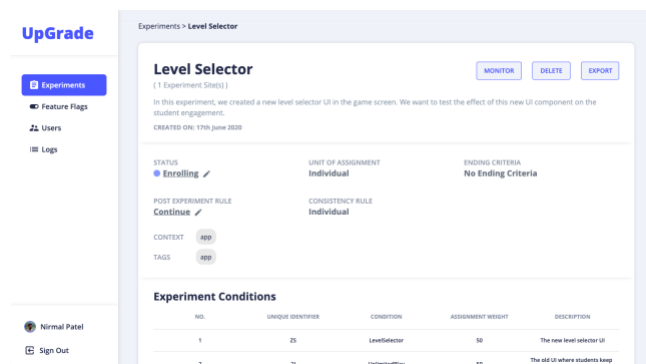 UpGrade
Experiments
Feature Flags
Users
Logs
Nirmal Patel
Sign Out
Experiments > Level Selector
Level Selector
MONITOR
DELETE
EXPORT
( 1 Experiment Site(s) )
In this experiment, we created a new level selector UI in the game screen. We want to test the effect of this new UI component on the
student engagement.
CREATED ON: 17th June 2020
STATUS
UNIT OF ASSIGNMENT
ENDING CRITERIA
Enrolling
Individual
No Ending Criteria
POST EXPERIMENT RULE
CONSISTENCY RULE
Continue
Individual
CONTEXT app
TAGS app
Experiment Conditions
NO. UNIQUE IDENTIFIER CONDITION ASSIGNMENT WEIGHT DESCRIPTION
1 ZS LevelSelector 50 The new level selector UI
The old UI where students keep